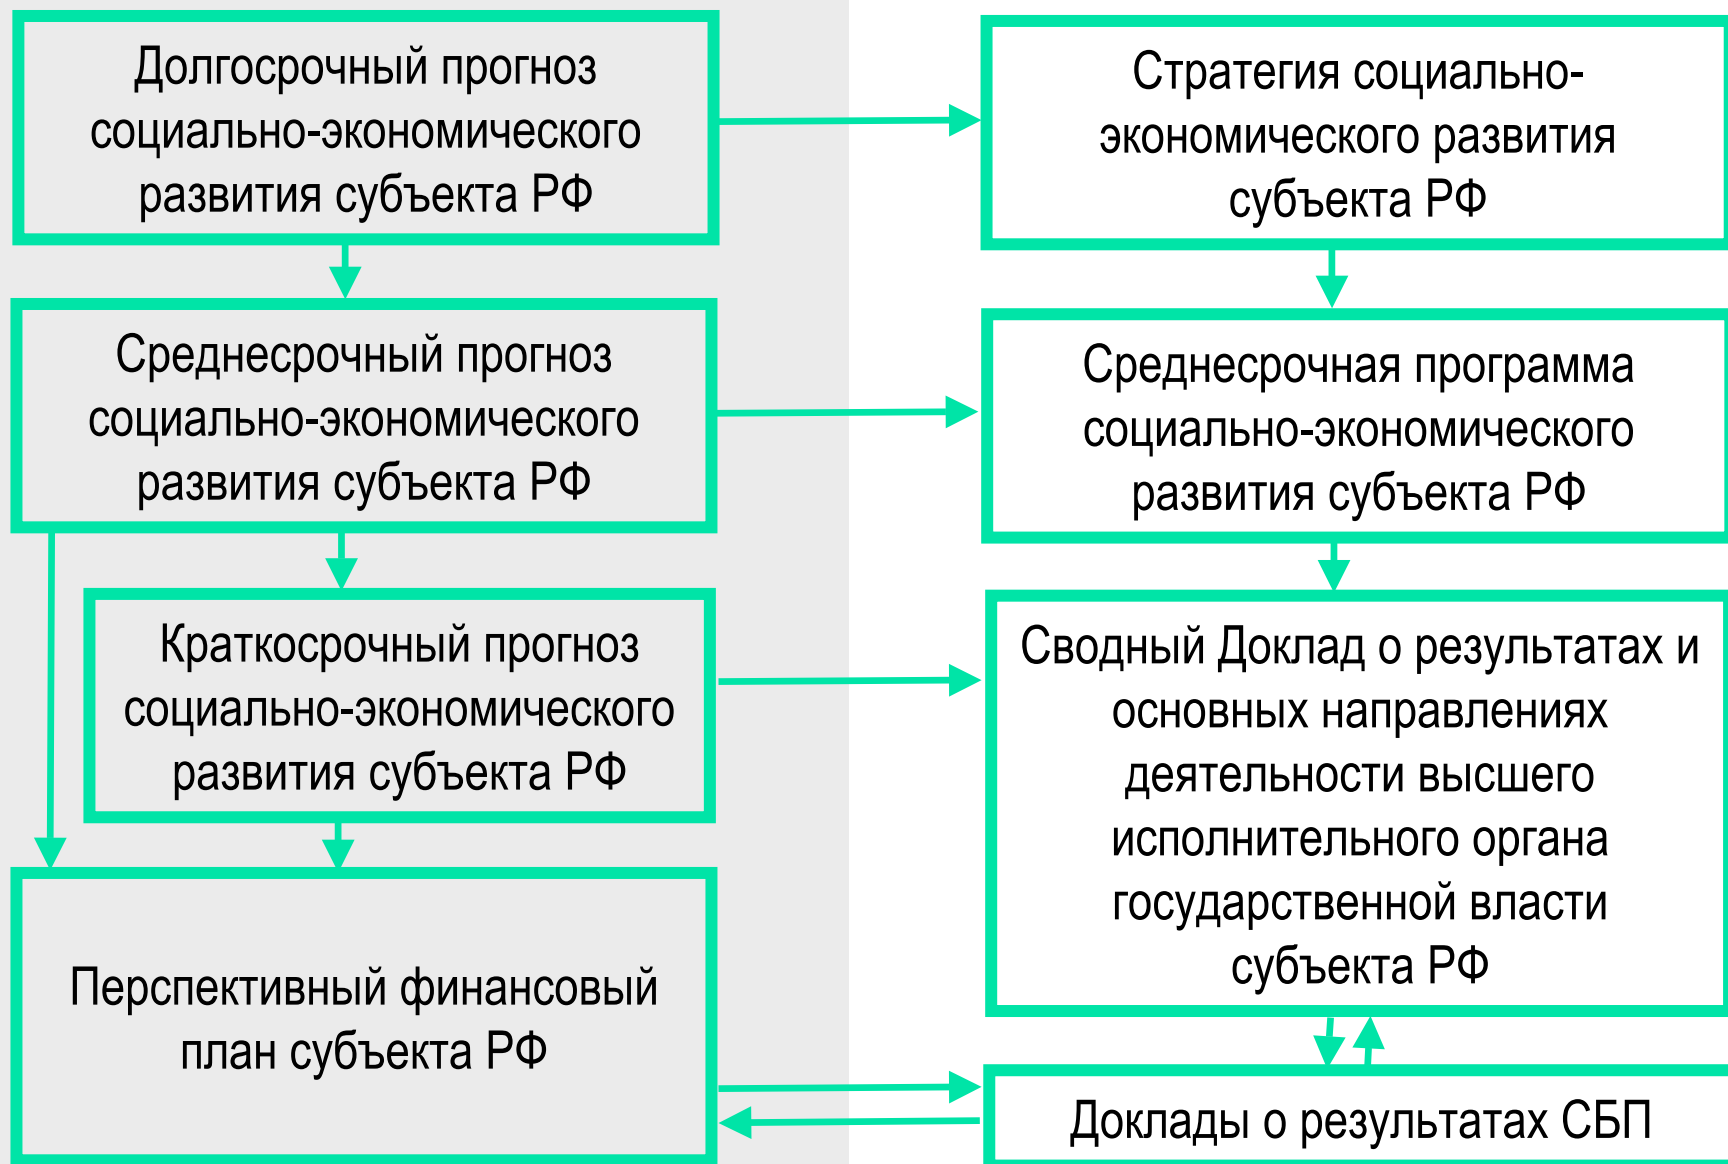 Долгосрочный прогноз
социально-экономического
развития субъекта РФ
Стратегия социально-
экономического развития
субъекта РФ
Среднесрочный прогноз
социально-экономического
развития субъекта РФ
Среднесрочная программа
социально-экономического
развития субъекта РФ
Краткосрочный прогноз
социально-экономического
развития субъекта РФ
Сводный Доклад о результатах и
основных направлениях
деятельности высшего
исполнительного органа
государственной власти
субъекта РФ
Перспективный финансовый
план субъекта РФ
Доклады о результатах СБП